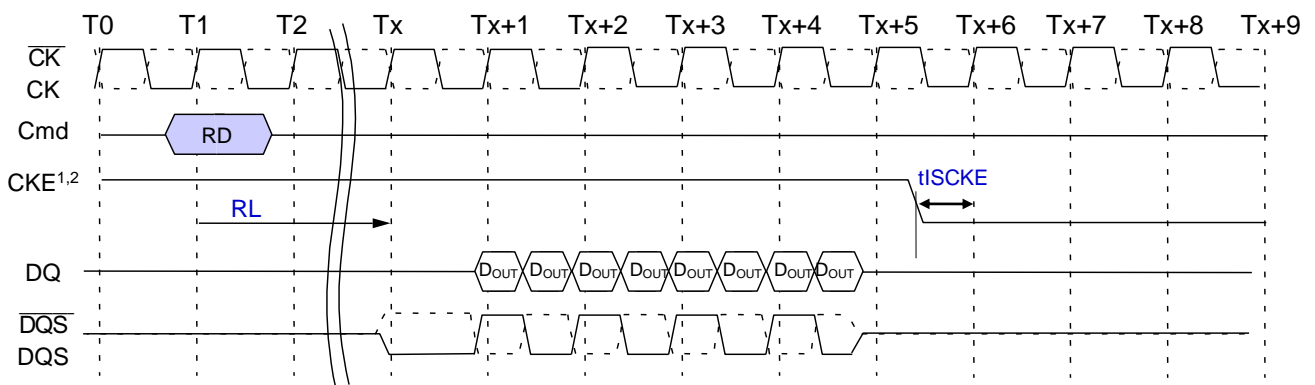 T0 T1 T2 Tx Tx+1 Tx+2 Tx+3 Tx+4 Tx+5 Tx+6 Tx+7 Tx+8 Tx+9
C̅K̅
CK
Cmd RD
CKE1,2 tISCKE
RL
DQ DOUT DOUT DOUT DOUT DOUT DOUT DOUT DOUT
D̅Q̅S̅
DQS